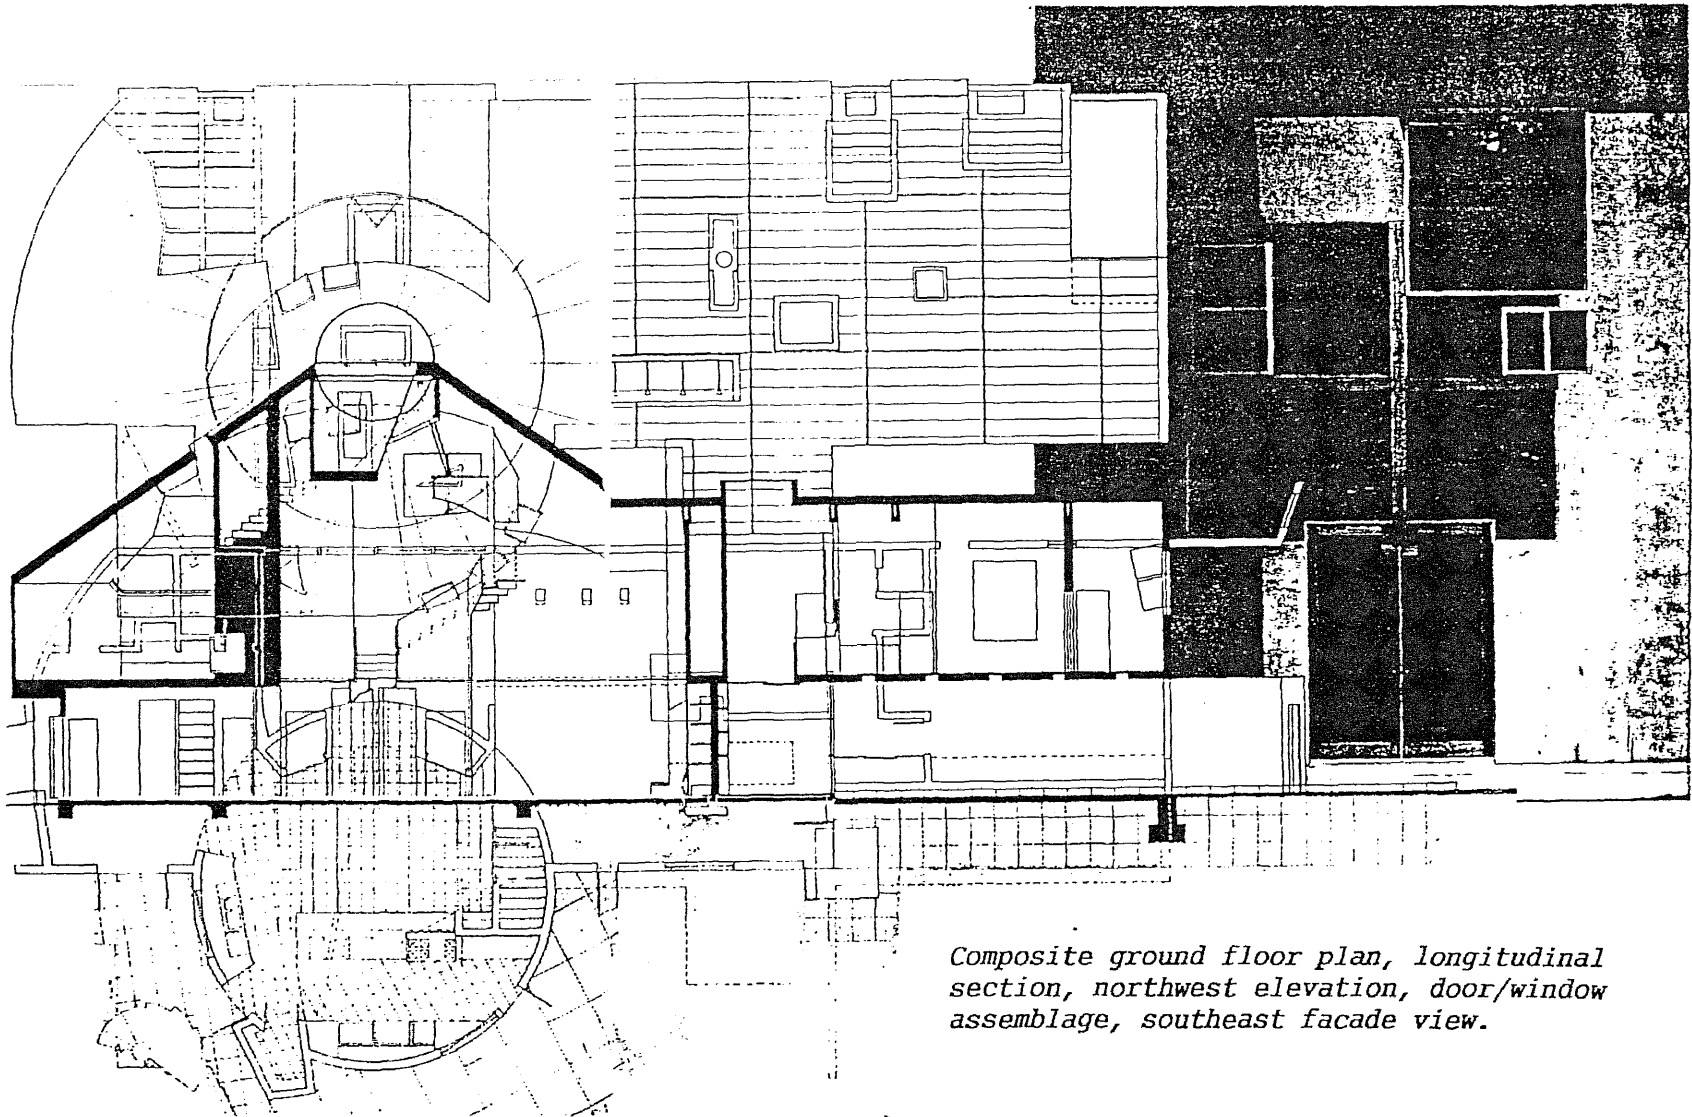 Composite ground floor plan, longitudinal
section, northwest elevation, door/window
assemblage, southeast facade view.